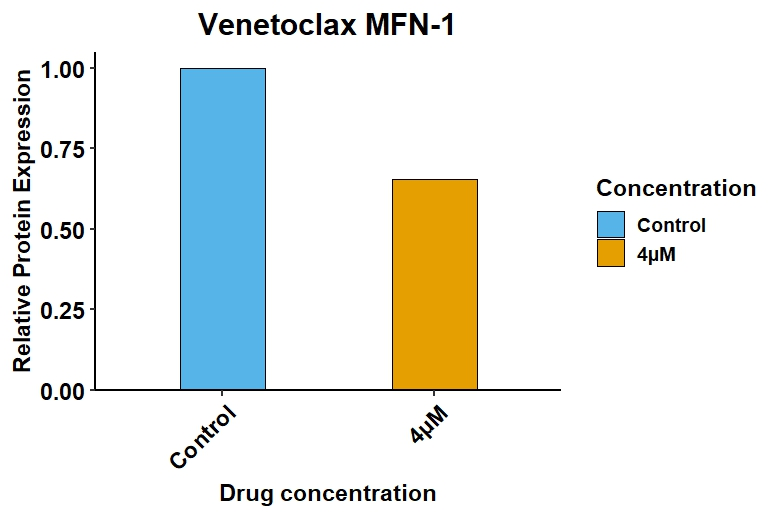 Venetoclax MFN-1
Relative Protein Expression
1.00
0.75
0.50
0.25
0.00
Control
4µM
Drug concentration
Concentration
Control
4µM